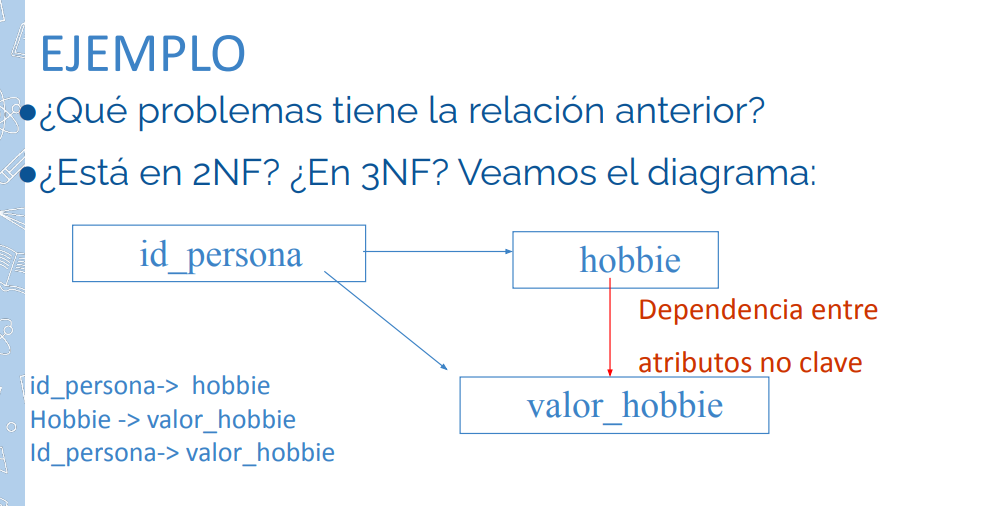 EJEMPLO
●¿Qué problemas tiene la relación anterior?
●¿Está en 2NF? ¿En 3NF? Veamos el diagrama:
id_persona
hobbie
Dependencia entre
atributos no clave
valor_hobbie
id_persona-> hobbie
Hobbie -> valor_hobbie
Id_persona-> valor_hobbie